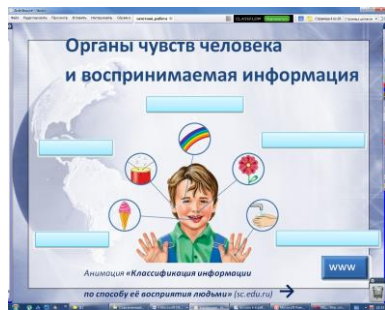 Органы чувств человека
и воспринимаемая информация
www
Анимация «Классификация информации
по способу её восприятия людьми» (sc.edu.ru)